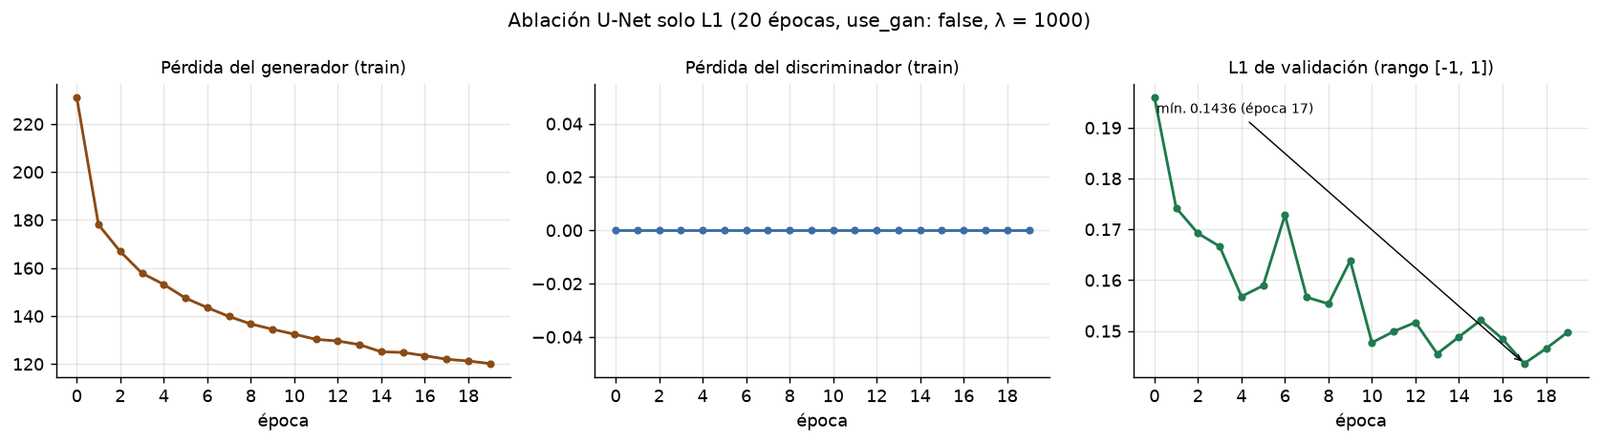 Ablación U-Net solo L1 (20 épocas, use_gan: false, λ = 1000)
Pérdida del generador (train)
220
200
180
160
140
120
0 2 4 6 8 10 12 14 16 18
época
Pérdida del discriminador (train)
0.04
0.02
0.00
−0.02
−0.04
0 2 4 6 8 10 12 14 16 18
época
L1 de validación (rango [-1, 1])
mín. 0.1436 (época 17)
0.19
0.18
0.17
0.16
0.15
0 2 4 6 8 10 12 14 16 18
época